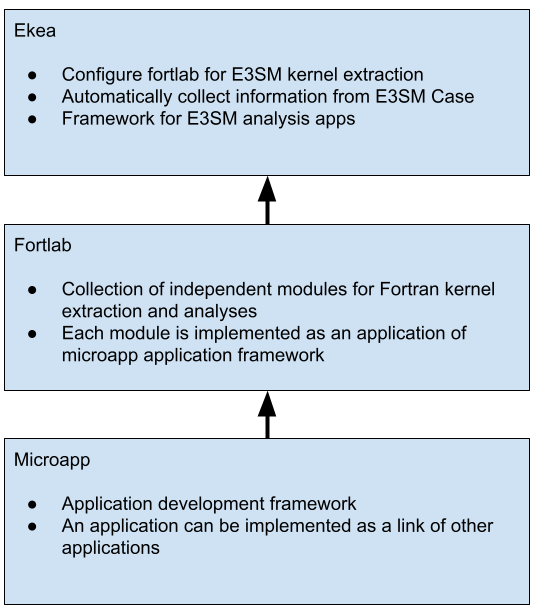 Ekea
● Configure fortlab for E3SM kernel extraction
● Automatically collect information from E3SM Case
● Framework for E3SM analysis apps
Fortlab
● Collection of independent modules for Fortran kernel
extraction and analyses
● Each module is implemented as an application of
microapp application framework
Microapp
● Application development framework
● An application can be implemented as a link of other
applications